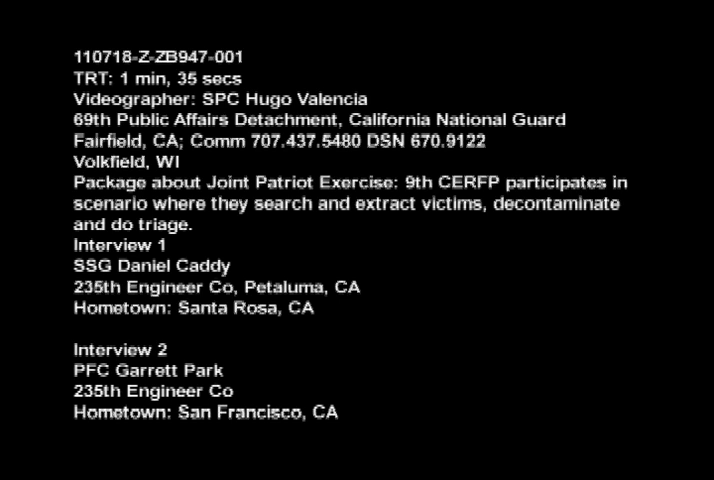 110718-Z-ZB947-001
TRT: 1 min, 35 secs
Videographer: SPC Hugo Valencia
69th Public Affairs Detachment, California National Guard
Fairfield, CA; Comm 707.437.5480 DSN 670.9122
Volkfield, WI
Package about Joint Patriot Exercise: 9th CERFP participates in
scenario where they search and extract victims, decontaminate
and do triage.
Interview 1
SSG Daniel Caddy
235th Engineer Co, Petaluma, CA
Hometown: Santa Rosa, CA
Interview 2
PFC Garrett Park
235th Engineer Co
Hometown: San Francisco, CA